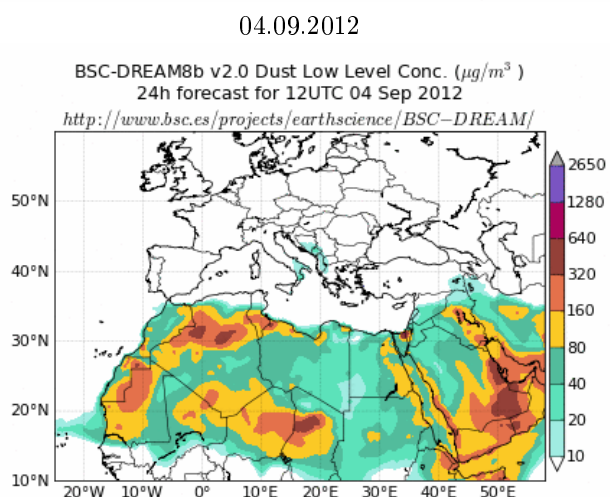 04.09.2012
BSC-DREAM8b v2.0 Dust Low Level Conc. (μg/m³ )
24h forecast for 12UTC 04 Sep 2012
http://www.bsc.es/projects/earthscience/BSC−DREAM/
50°N
40°N
30°N
20°N
10°N
20°W 10°W 0° 10°E 20°E 30°E 40°E 50°E
2650
1280
640
320
160
80
40
20
10